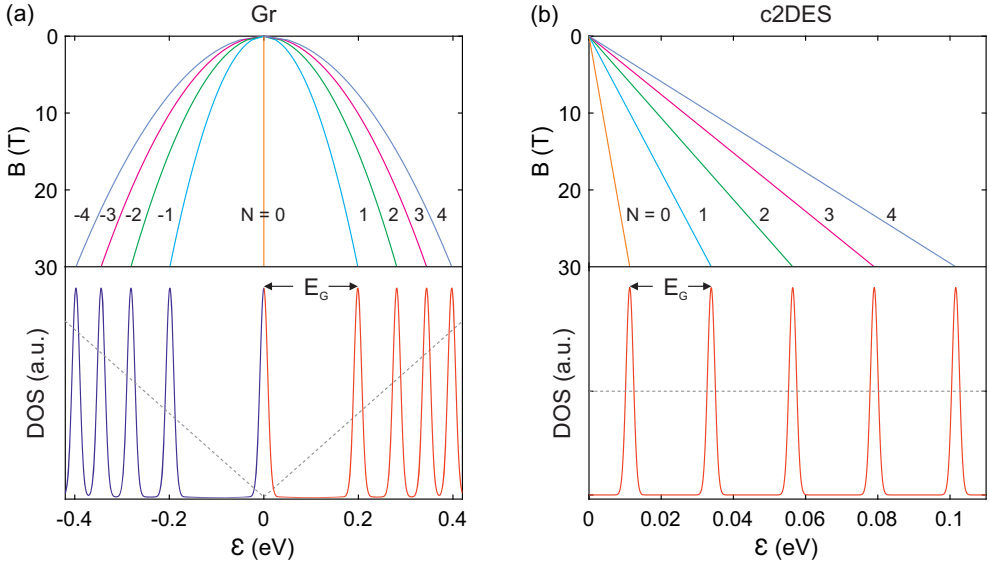 (a) Gr
0
10
20
30
B (T)
-4 -3 -2 -1 N = 0 1 2 3 4
E_G
DOS (a.u.)
-0.4 -0.2 0 0.2 0.4
ℰ (eV)
(b) c2DES
0
10
20
30
B (T)
N = 0 1 2 3 4
E_G
DOS (a.u.)
0 0.02 0.04 0.06 0.08 0.1
ℰ (eV)